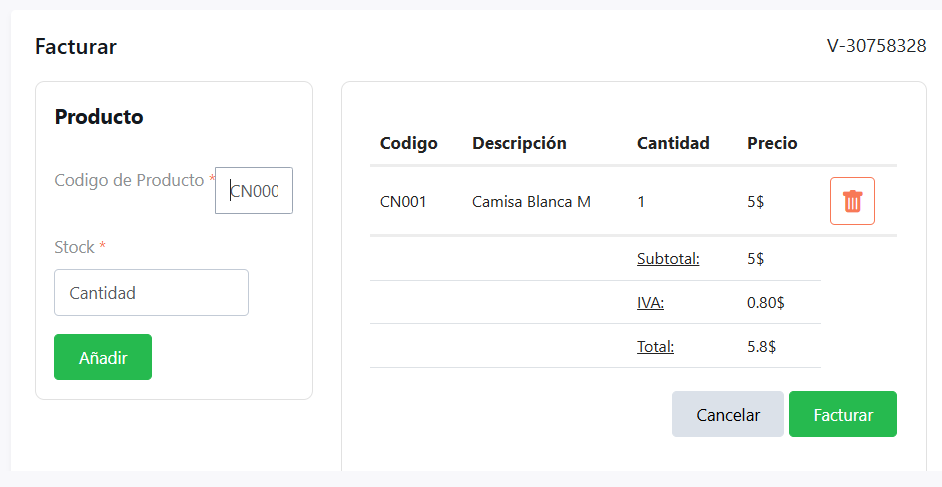 Facturar
V-30758328
Producto
Codigo de Producto *
CN000
Stock *
Cantidad
Añadir
Codigo Descripción Cantidad Precio
CN001 Camisa Blanca M 1 5$
Subtotal: 5$
IVA: 0.80$
Total: 5.8$
Cancelar Facturar